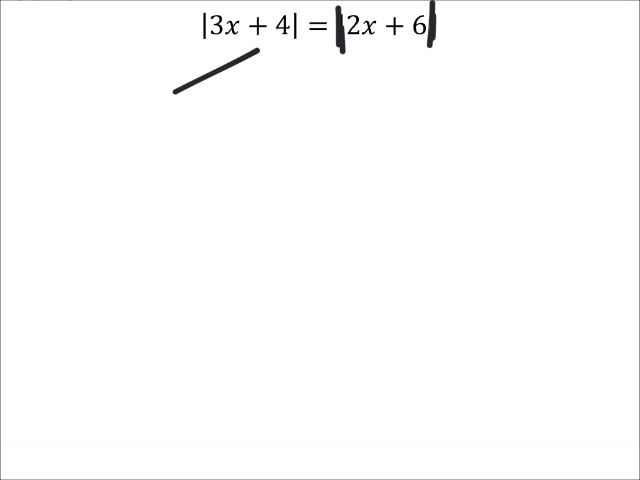 |3x + 4| = |2x + 6|